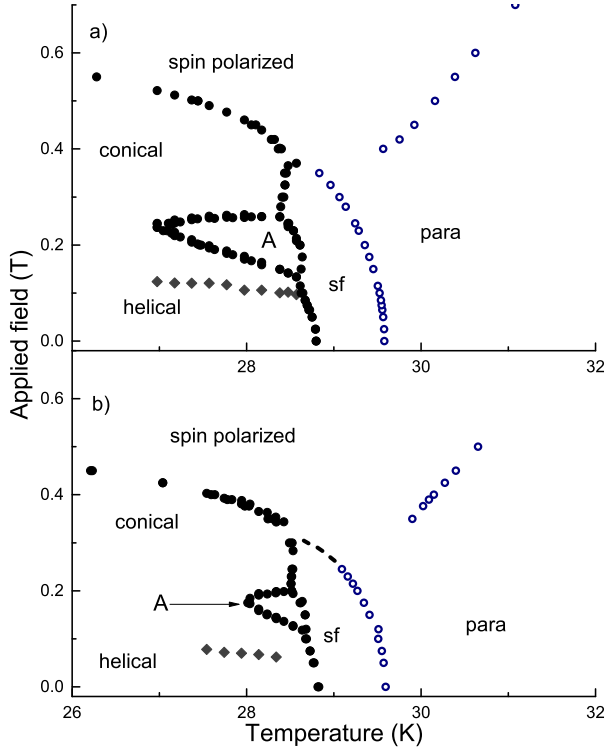 a)
0.6
spin polarized
conical
0.4
para
A
0.2
sf
helical
0.0
26
28
30
32
Applied field (T)
b)
0.6
spin polarized
conical
0.4
A
0.2
para
sf
helical
0.0
26
28
30
32
Temperature (K)